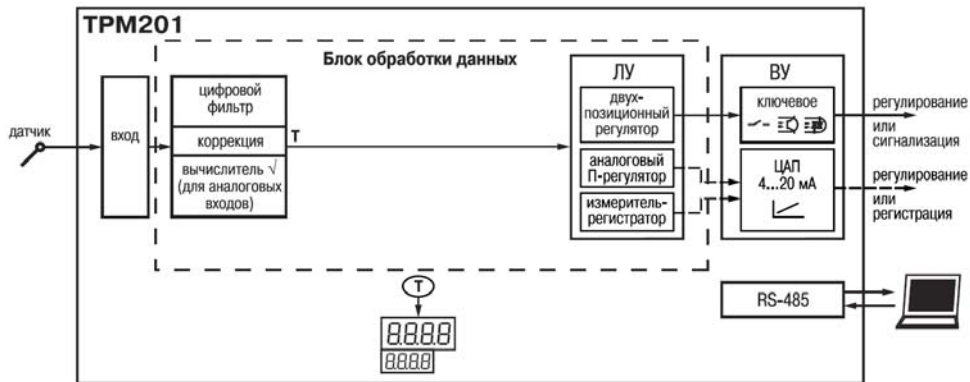 ТРМ201
Блок обработки данных
датчик
вход
цифровой
фильтр
коррекция
вычислитель √
(для аналоговых
входов)
T
ЛУ
двух-
позиционный
регулятор
аналоговый
П-регулятор
измеритель-
регистратор
ВУ
ключевое
ЦАП
4...20 мА
регулирование
или
сигнализация
регулирование
или
регистрация
RS-485
T
8.8.8.8
8.8.8.8